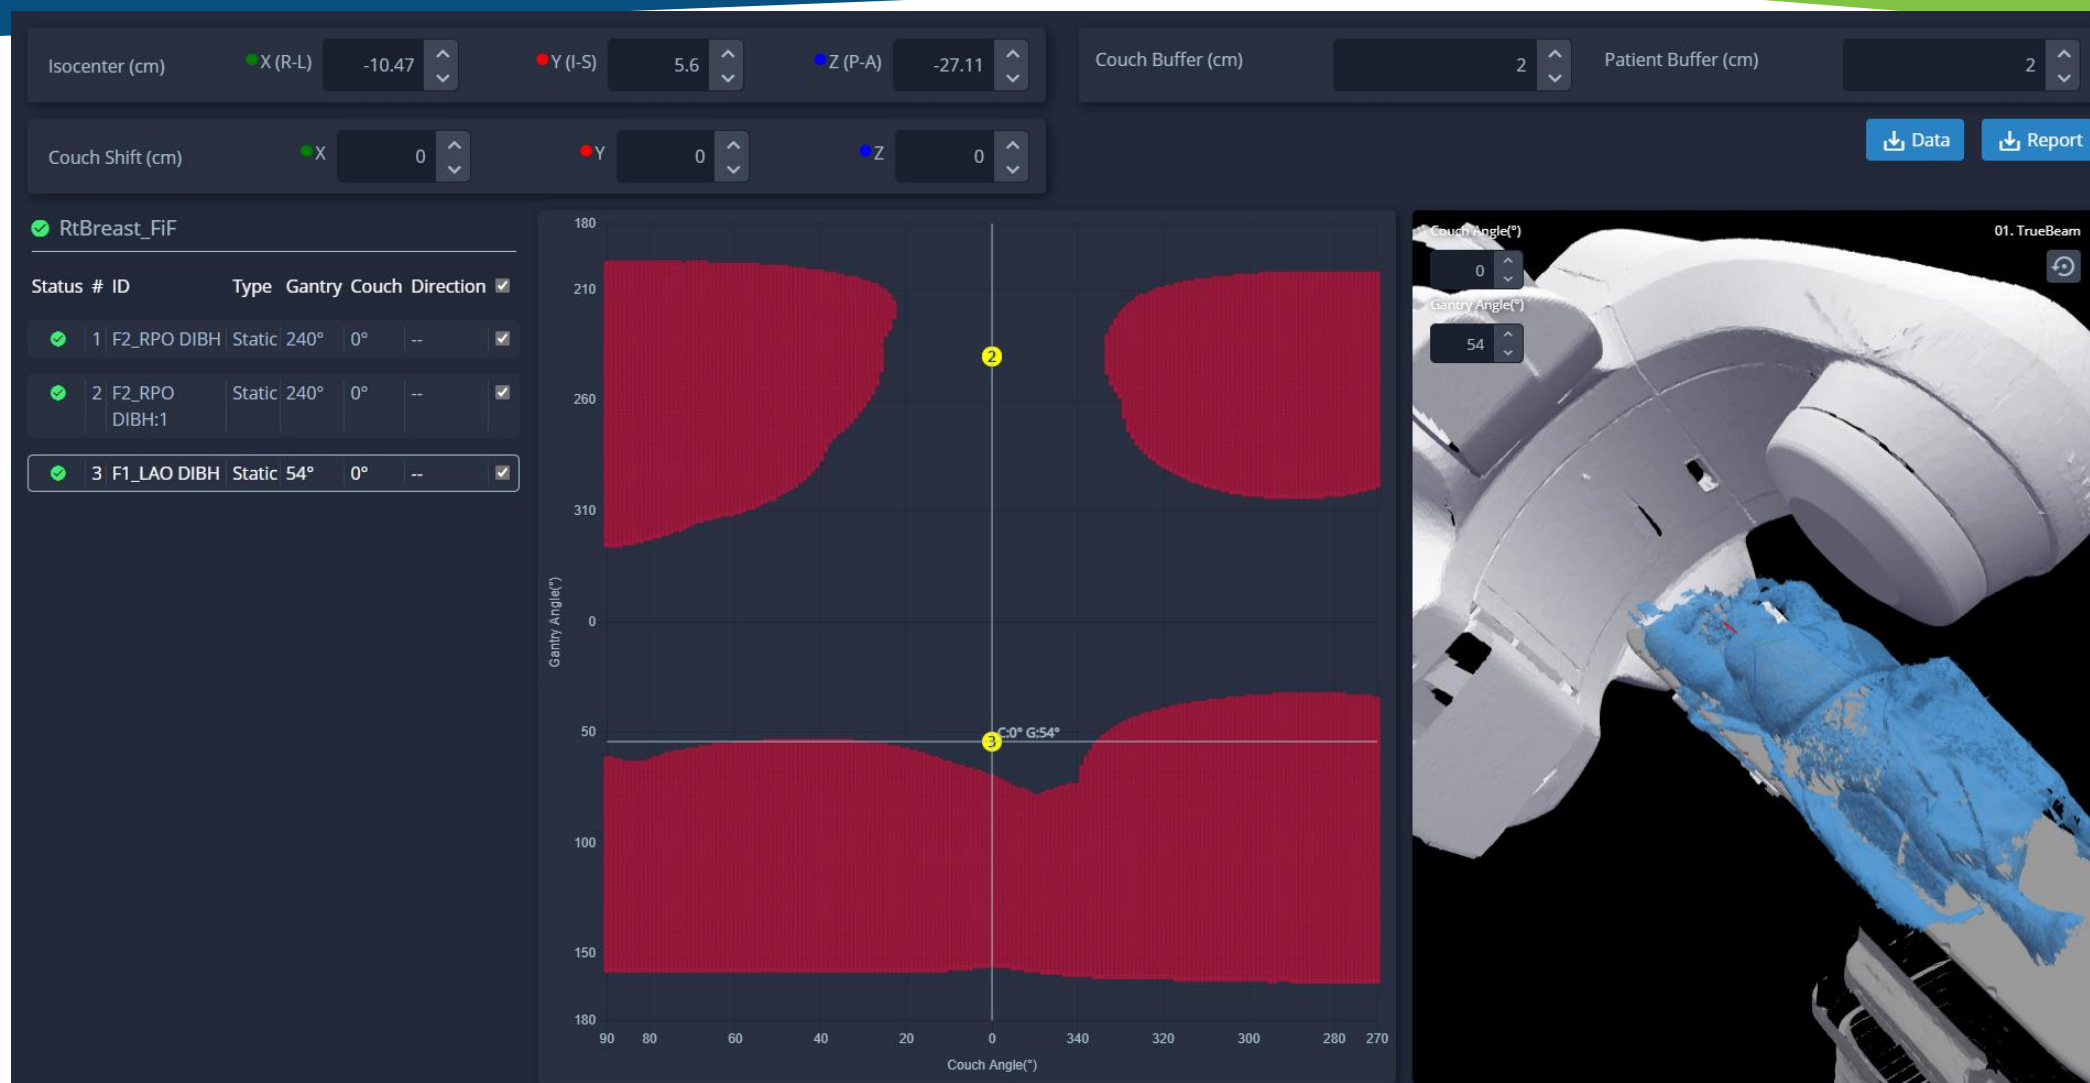 Isocenter (cm) X (R-L) -10.47 Y (I-S) 5.6 Z (P-A) -27.11
Couch Buffer (cm) 2 Patient Buffer (cm) 2
Couch Shift (cm) X 0 Y 0 Z 0
Data Report
RtBreast_FiF
Status # ID Type Gantry Couch Direction
1 F2_RPO DIBH Static 240° 0° --
2 F2_RPO Static 240° 0° --
DIBH:1
3 F1_LAO DIBH Static 54° 0° --
180
210
260
310
0
50
100
150
180
Gantry Angle(°)
2
3
C:0° G:54°
90 80 60 40 20 0 340 320 300 280 270
Couch Angle(°)
Couch Angle(°)
0
Gantry Angle(°)
54
01. TrueBeam